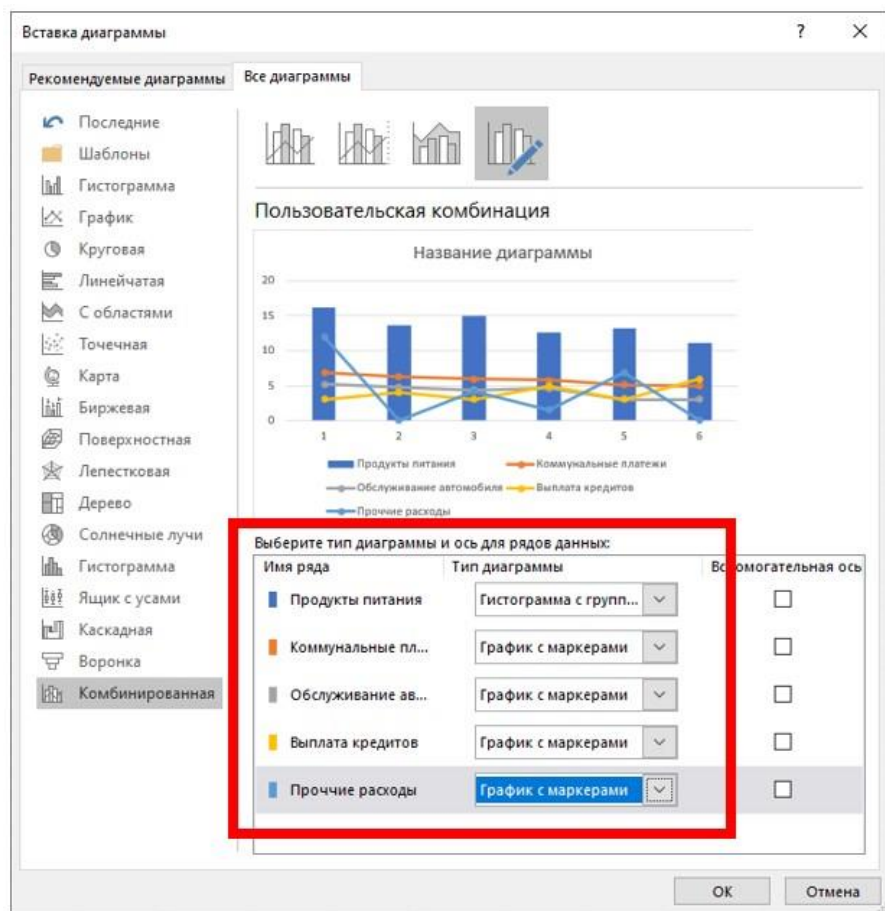 Вставка диаграммы
?
Рекомендуемые диаграммы
Все диаграммы
Последние
Шаблоны
Гистограмма
График
Круговая
Линейчатая
С областями
Точечная
Карта
Биржевая
Поверхностная
Лепестковая
Дерево
Солнечные лучи
Гистограмма
Ящик с усами
Каскадная
Воронка
Комбинированная
Пользовательская комбинация
Название диаграммы
20
15
10
5
0
1 2 3 4 5 6
Продукты питания Коммунальные платежи
Обслуживание автомобиля Выплата кредитов
Проччие расходы
Выберите тип диаграммы и ось для рядов данных:
Имя ряда Тип диаграммы Вспомогательная ось
Продукты питания Гистограмма с групп...
Коммунальные пл... График с маркерами
Обслуживание ав... График с маркерами
Выплата кредитов График с маркерами
Проччие расходы График с маркерами
ОК Отмена